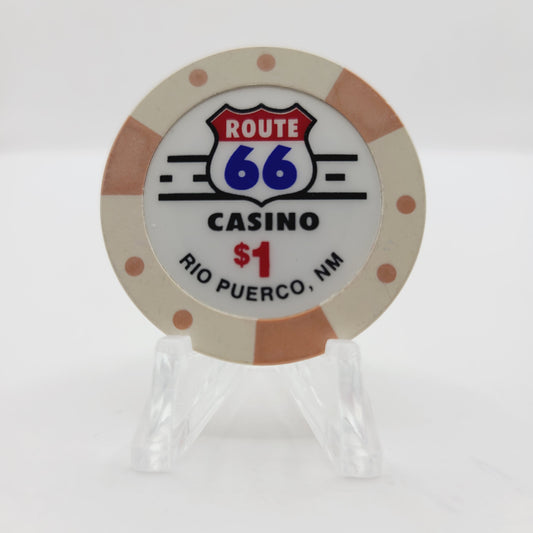 ROUTE
66
CASINO
$1
RIO PUERCO, NM